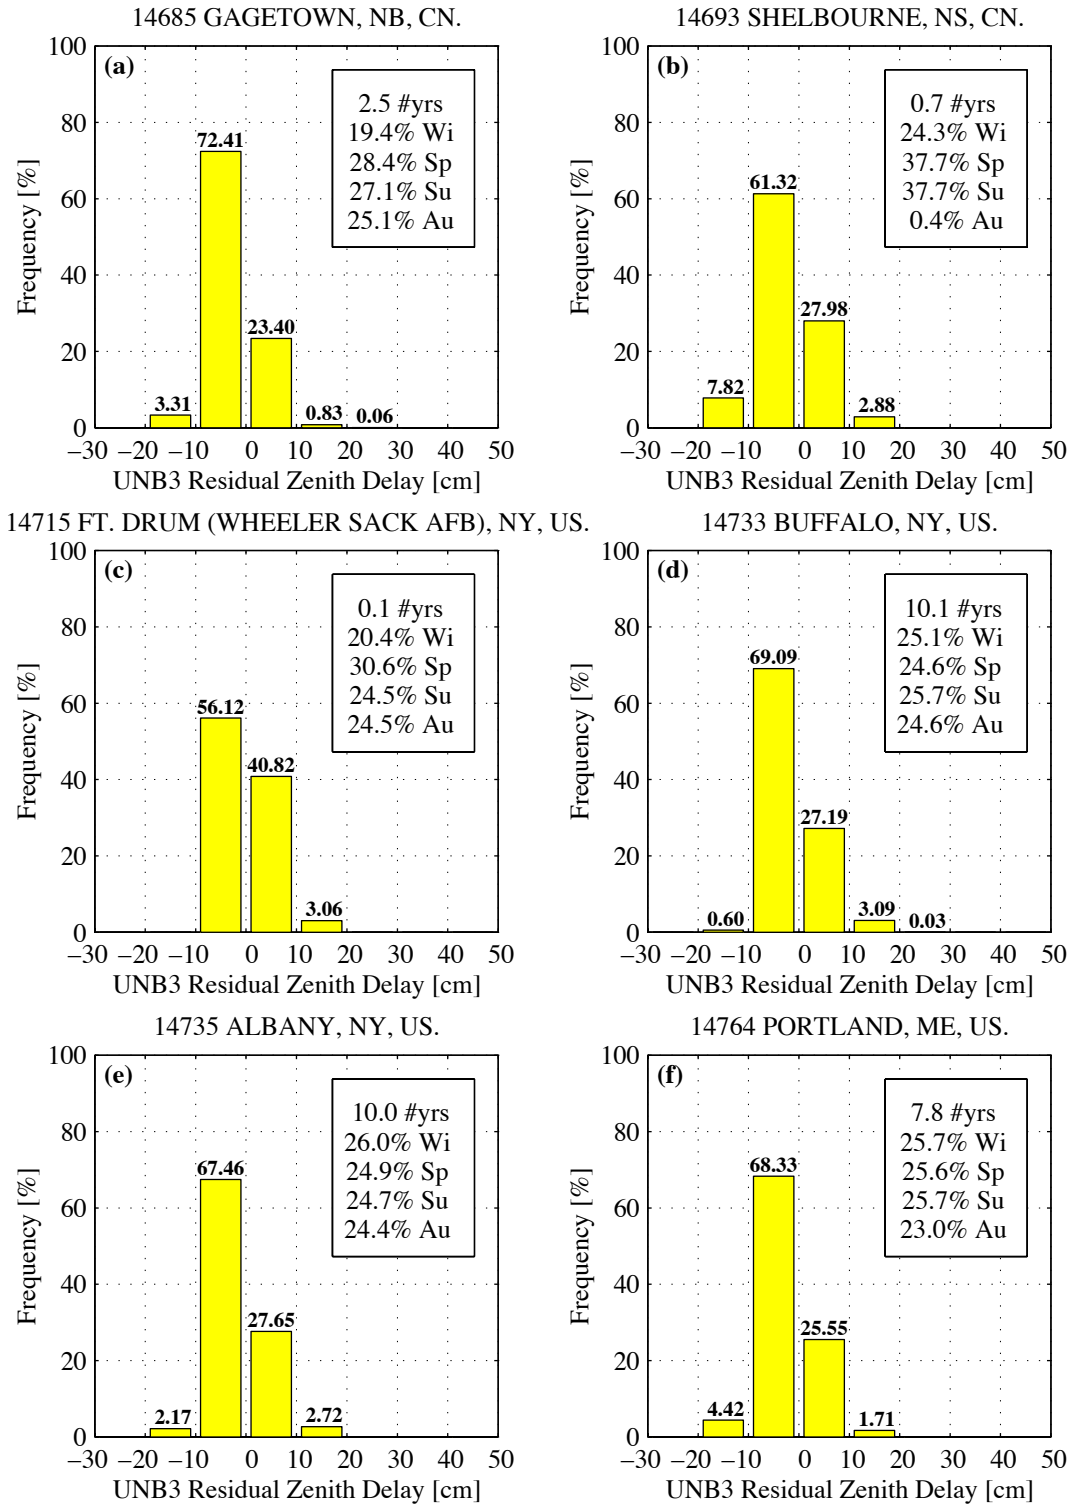 14685 GAGETOWN, NB, CN.
(a)
2.5 #yrs
19.4% Wi
28.4% Sp
27.1% Su
25.1% Au
100
80
60
40
20
0
Frequency [%]
3.31
72.41
23.40
0.83
0.06
−30 −20 −10 0 10 20 30 40 50
UNB3 Residual Zenith Delay [cm]
14693 SHELBOURNE, NS, CN.
(b)
0.7 #yrs
24.3% Wi
37.7% Sp
37.7% Su
0.4% Au
100
80
60
40
20
0
Frequency [%]
7.82
61.32
27.98
2.88
−30 −20 −10 0 10 20 30 40 50
UNB3 Residual Zenith Delay [cm]
14715 FT. DRUM (WHEELER SACK AFB), NY, US.
(c)
0.1 #yrs
20.4% Wi
30.6% Sp
24.5% Su
24.5% Au
100
80
60
40
20
0
Frequency [%]
56.12
40.82
3.06
−30 −20 −10 0 10 20 30 40 50
UNB3 Residual Zenith Delay [cm]
14733 BUFFALO, NY, US.
(d)
10.1 #yrs
25.1% Wi
24.6% Sp
25.7% Su
24.6% Au
100
80
60
40
20
0
Frequency [%]
0.60
69.09
27.19
3.09
0.03
−30 −20 −10 0 10 20 30 40 50
UNB3 Residual Zenith Delay [cm]
14735 ALBANY, NY, US.
(e)
10.0 #yrs
26.0% Wi
24.9% Sp
24.7% Su
24.4% Au
100
80
60
40
20
0
Frequency [%]
2.17
67.46
27.65
2.72
−30 −20 −10 0 10 20 30 40 50
UNB3 Residual Zenith Delay [cm]
14764 PORTLAND, ME, US.
(f)
7.8 #yrs
25.7% Wi
25.6% Sp
25.7% Su
23.0% Au
100
80
60
40
20
0
Frequency [%]
4.42
68.33
25.55
1.71
−30 −20 −10 0 10 20 30 40 50
UNB3 Residual Zenith Delay [cm]